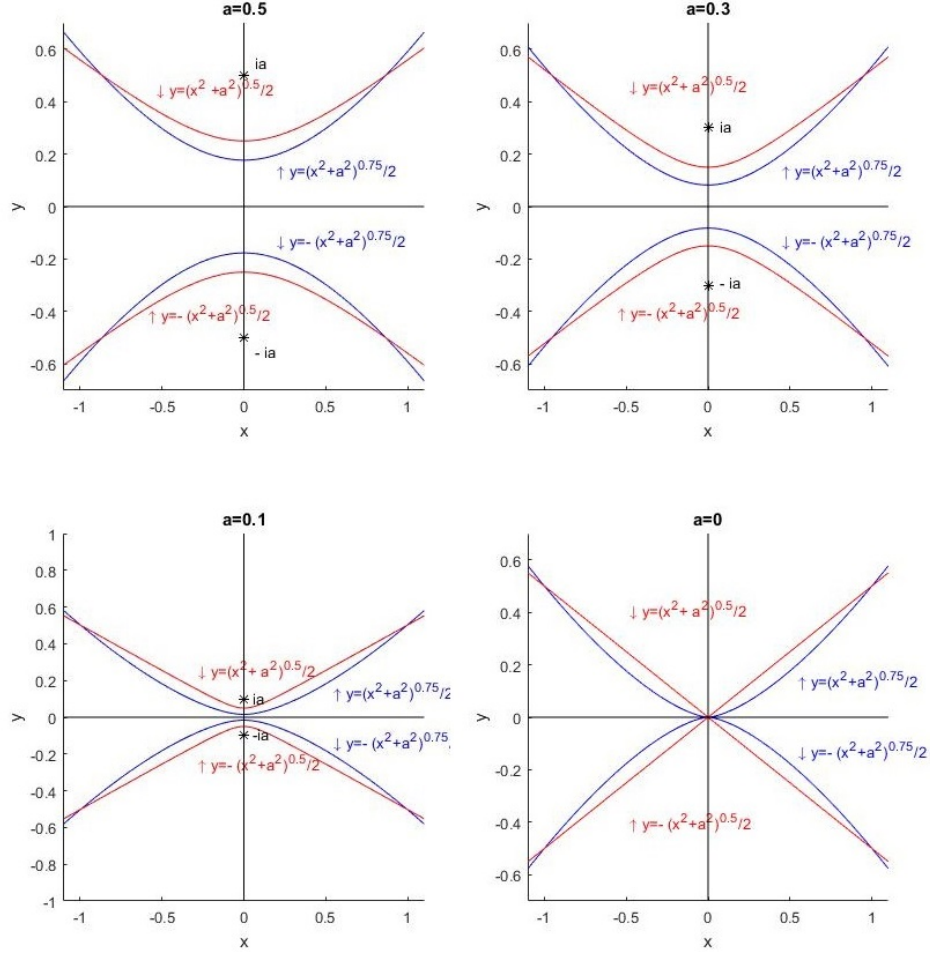 a=0.5
0.6
0.4
0.2
0
-0.2
-0.4
-0.6
y
-1
-0.5
0
0.5
1
x
ia
↓ y=(x² +a²)^0.5/2
↑ y=(x²+a²)^0.75/2
↓ y=- (x²+a²)^0.75/2
↑ y=- (x²+a²)^0.5/2
- ia
a=0.3
0.6
0.4
0.2
0
-0.2
-0.4
-0.6
y
-1
-0.5
0
0.5
1
x
↓ y=(x²+ a²)^0.5/2
ia
↑ y=(x²+a²)^0.75/2
↓ y=- (x²+a²)^0.75/2
- ia
↑ y=- (x²+a²)^0.5/2
a=0.1
1
0.8
0.6
0.4
0.2
0
-0.2
-0.4
-0.6
-0.8
-1
y
-1
-0.5
0
0.5
1
x
↓ y=(x²+ a²)^0.5/2
ia
↑ y=(x²+a²)^0.75/2
-ia
↓ y=- (x²+a²)^0.75
↑ y=- (x²+a²)^0.5/2
a=0
0.6
0.4
0.2
0
-0.2
-0.4
-0.6
y
-1
-0.5
0
0.5
1
x
↓ y=(x²+ a²)^0.5/2
↑ y=(x²+a²)^0.75/2
↓ y=- (x²+a²)^0.75/2
↑ y=- (x²+a²)^0.5/2